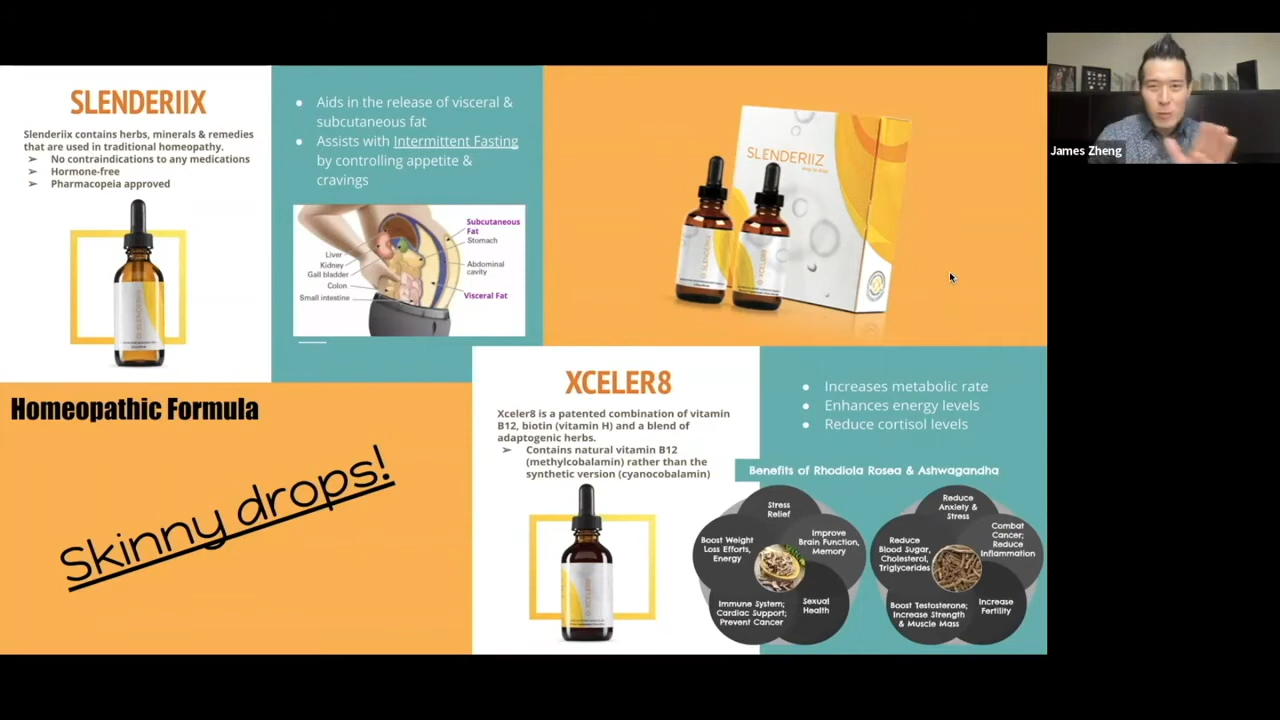 SLENDERIIX
Slenderiix contains herbs, minerals & remedies
that are used in traditional homeopathy.
➢ No contraindications to any medications
➢ Hormone-free
➢ Pharmacopeia approved
● Aids in the release of visceral &
subcutaneous fat
● Assists with Intermittent Fasting
by controlling appetite &
cravings
Subcutaneous
Fat
Stomach
Liver
Kidney
Gall bladder
Abdominal
cavity
Colon
Visceral Fat
Small intestine
SLENDERIIZ
James Zheng
Homeopathic Formula
Skinny drops!
XCELER8
Xceler8 is a patented combination of vitamin
B12, biotin (vitamin H) and a blend of
adaptogenic herbs.
➢ Contains natural vitamin B12
(methylcobalamin) rather than the
synthetic version (cyanocobalamin)
● Increases metabolic rate
● Enhances energy levels
● Reduce cortisol levels
Benefits of Rhodiola Rosea & Ashwagandha
Stress
Relief
Boost Weight
Loss Efforts,
Energy
Improve
Brain Function,
Memory
Immune System;
Cardiac Support;
Prevent Cancer
Sexual
Health
Reduce
Anxiety &
Stress
Reduce
Blood Sugar,
Cholesterol,
Triglycerides
Combat
Cancer;
Reduce
Inflammation
Boost Testosterone;
Increase Strength
& Muscle Mass
Increase
Fertility